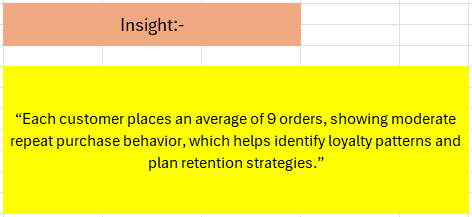 Insight:-
“Each customer places an average of 9 orders, showing moderate
repeat purchase behavior, which helps identify loyalty patterns and
plan retention strategies.”